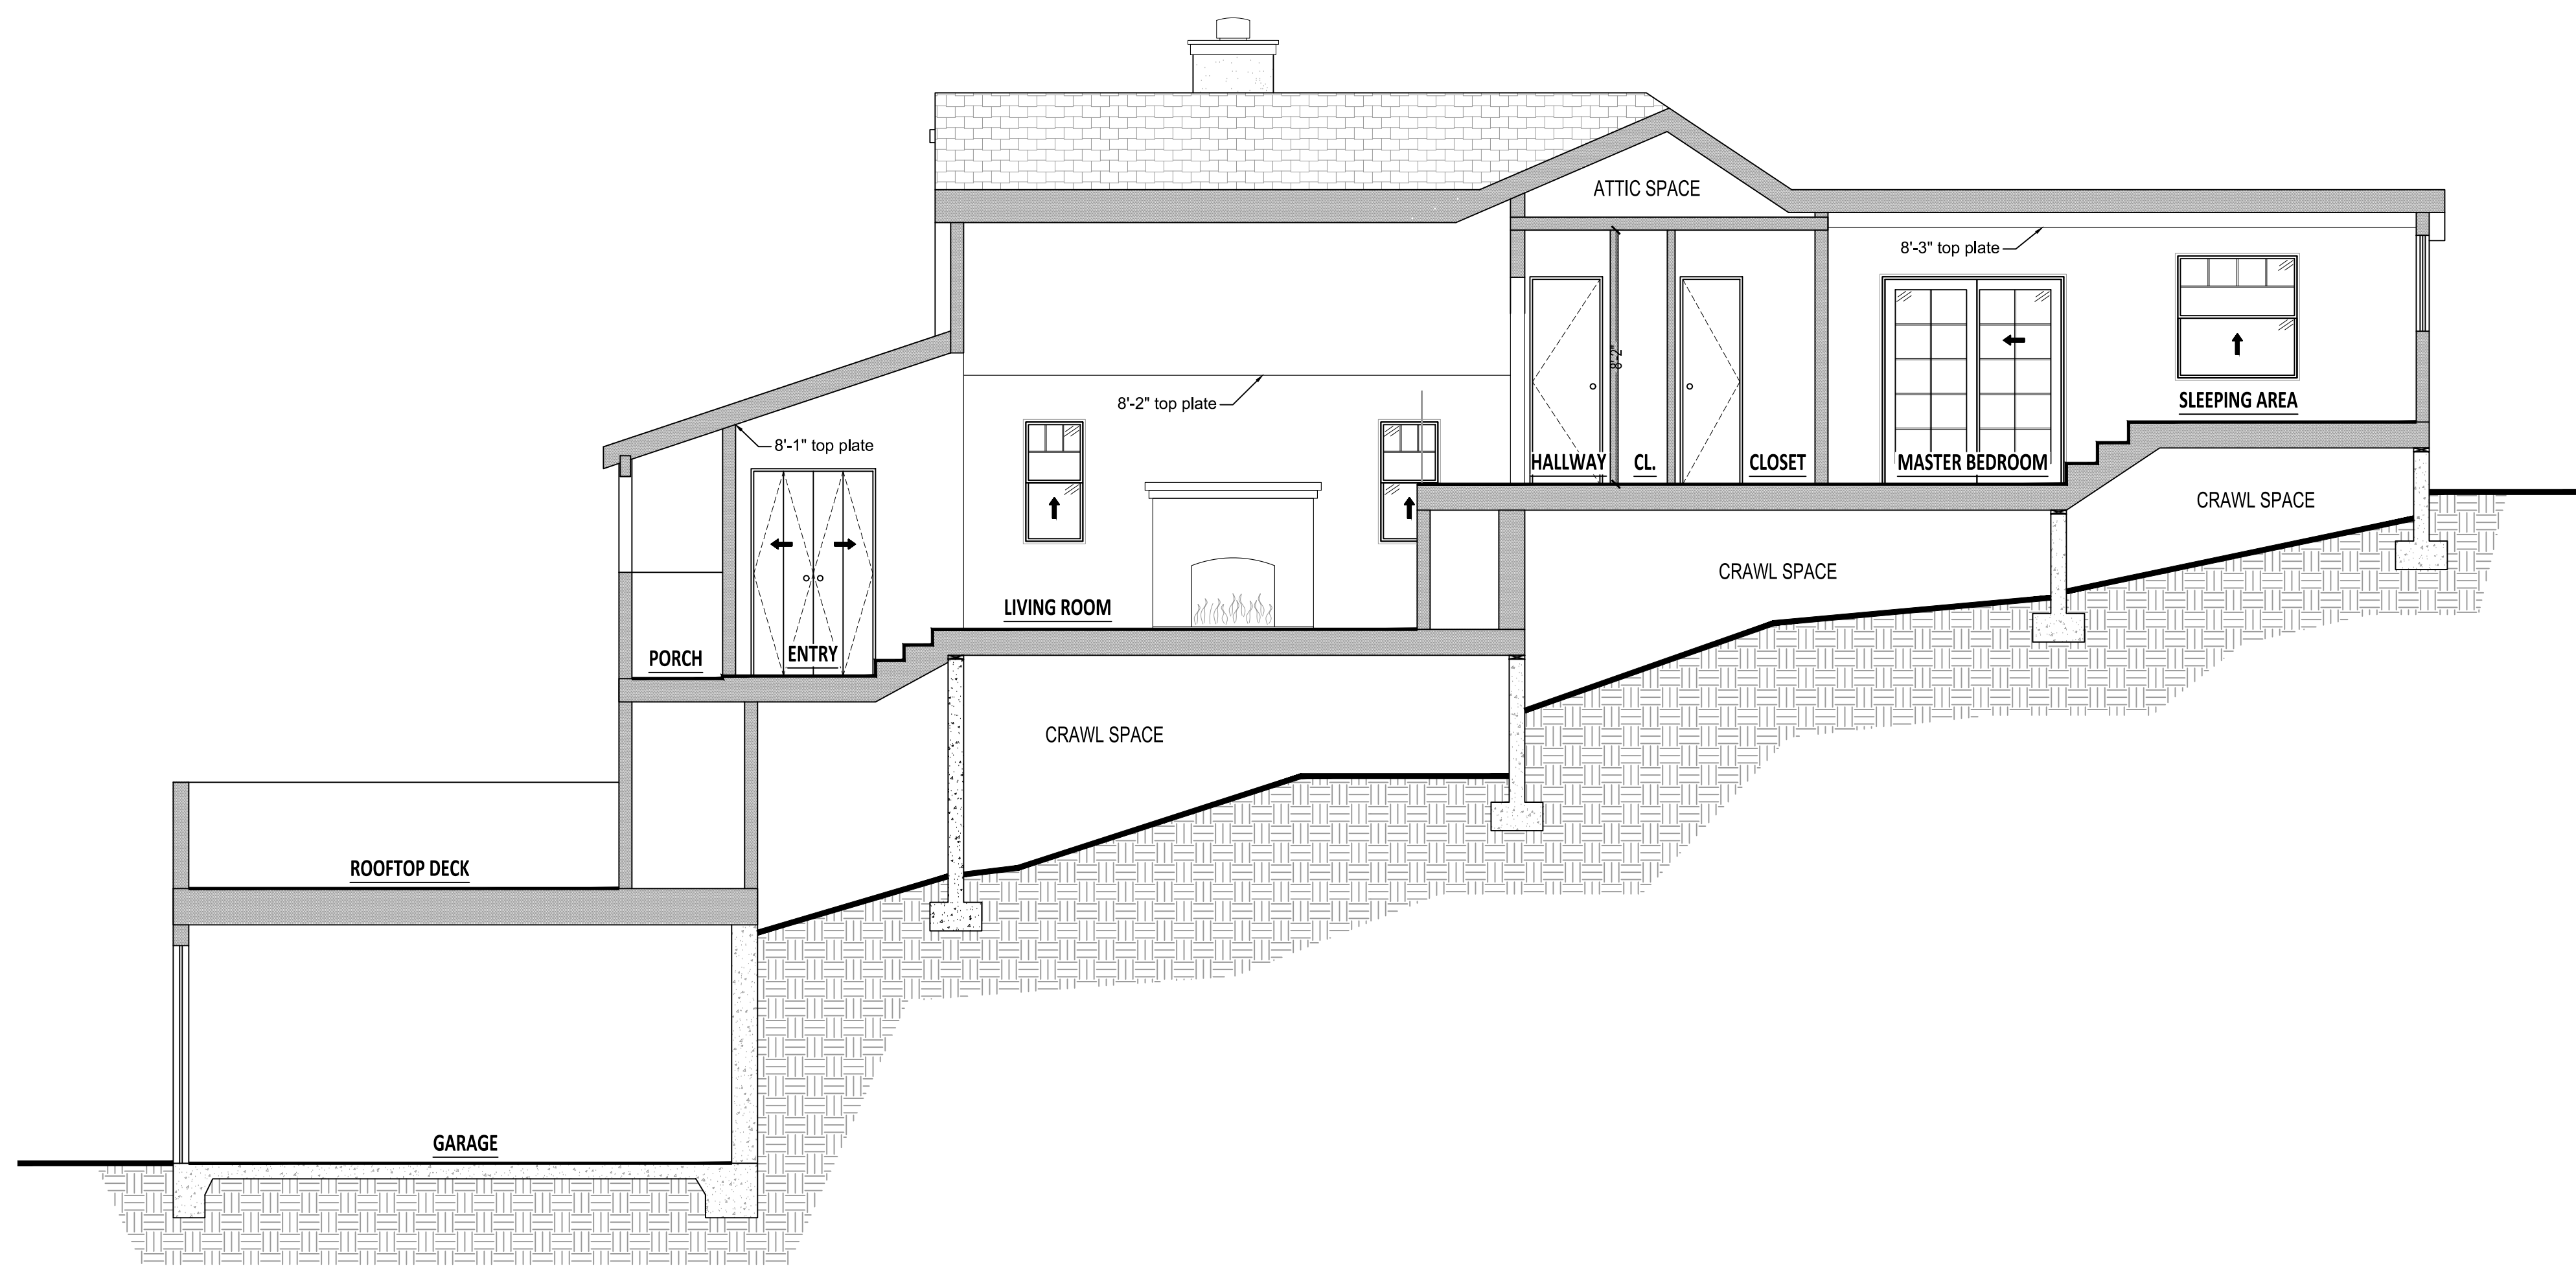 ATTIC SPACE
8'-3" top plate
8'-2"
8'-2" top plate
SLEEPING AREA
8'-1" top plate
HALLWAY
CL.
CLOSET
MASTER BEDROOM
CRAWL SPACE
CRAWL SPACE
LIVING ROOM
ENTRY
PORCH
CRAWL SPACE
ROOFTOP DECK
GARAGE